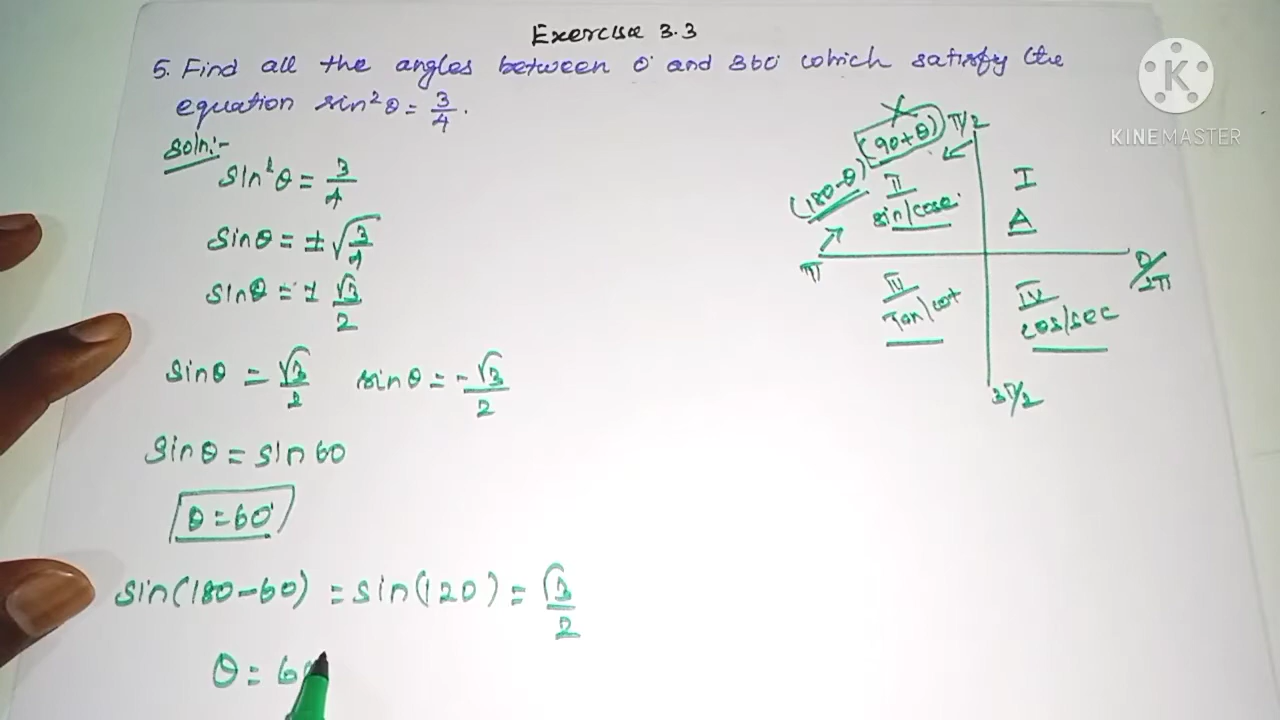 Exercise 3.3
5. Find all the angles between 0° and 360° which satisfy the
equation sin²θ = 3/4.
Soln:-
sin²θ = 3/4
sinθ = ± √3/4
sinθ = ± √3/2
sinθ = √3/2 sinθ = -√3/2
sinθ = sin 60
θ = 60°
sin(180-60) = sin(120) = √3/2
θ = 60
(90+θ) π/2
(180-θ)
II I
sin/cosec A
π 0/2π
tan/cot IV
cos/sec
3π/2
K
KINEMASTER